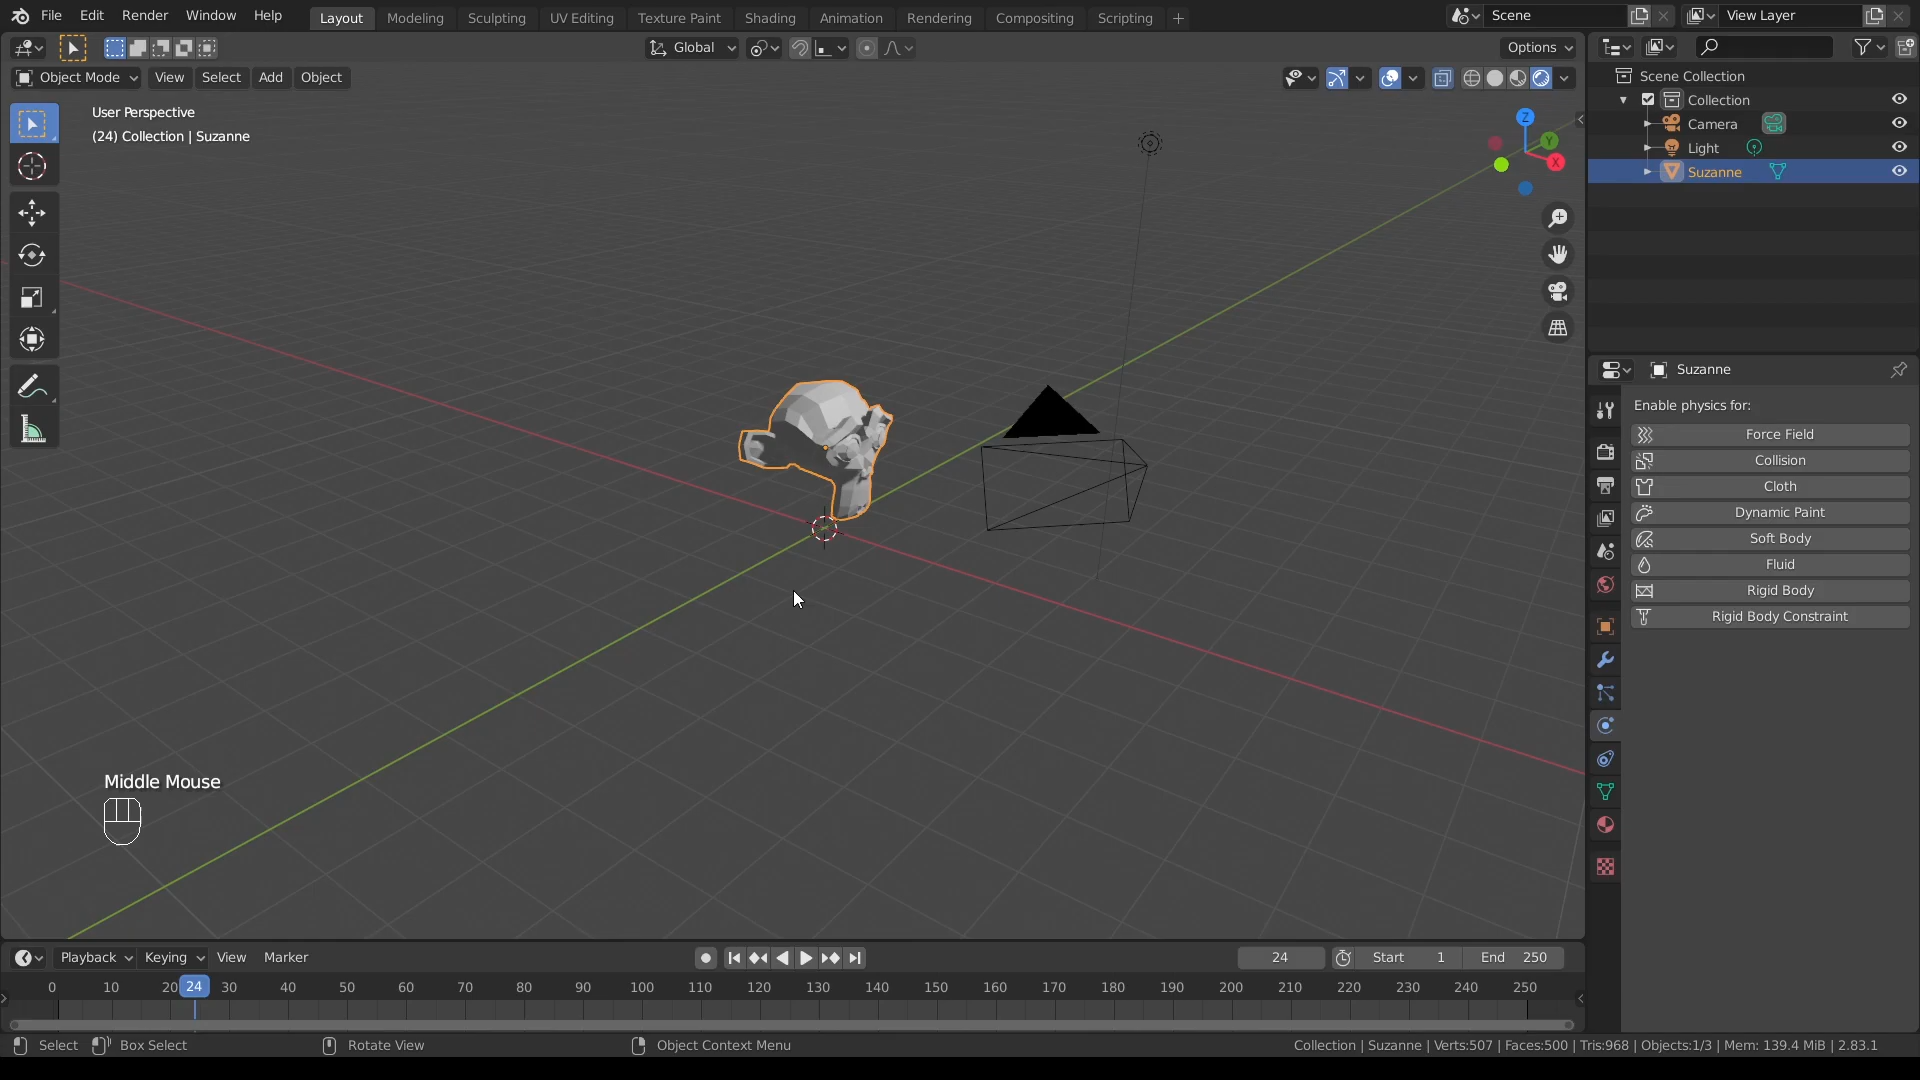 File Edit Render Window Help Layout Modeling Sculpting UV Editing Texture Paint Shading Animation Rendering Compositing Scripting + Scene View Layer
Global Options
Object Mode View Select Add Object
User Perspective
(24) Collection | Suzanne
Z
Y
X
Scene Collection
Collection
Camera
Light
Suzanne
Suzanne
Enable physics for:
Force Field
Collision
Cloth
Dynamic Paint
Soft Body
Fluid
Rigid Body
Rigid Body Constraint
Middle Mouse
Playback Keying View Marker 24 Start 1 End 250
0 10 20 24 30 40 50 60 70 80 90 100 110 120 130 140 150 160 170 180 190 200 210 220 230 240 250
Select Box Select Rotate View Object Context Menu Collection | Suzanne | Verts:507 | Faces:500 | Tris:968 | Objects:1/3 | Mem: 139.4 MiB | 2.83.1